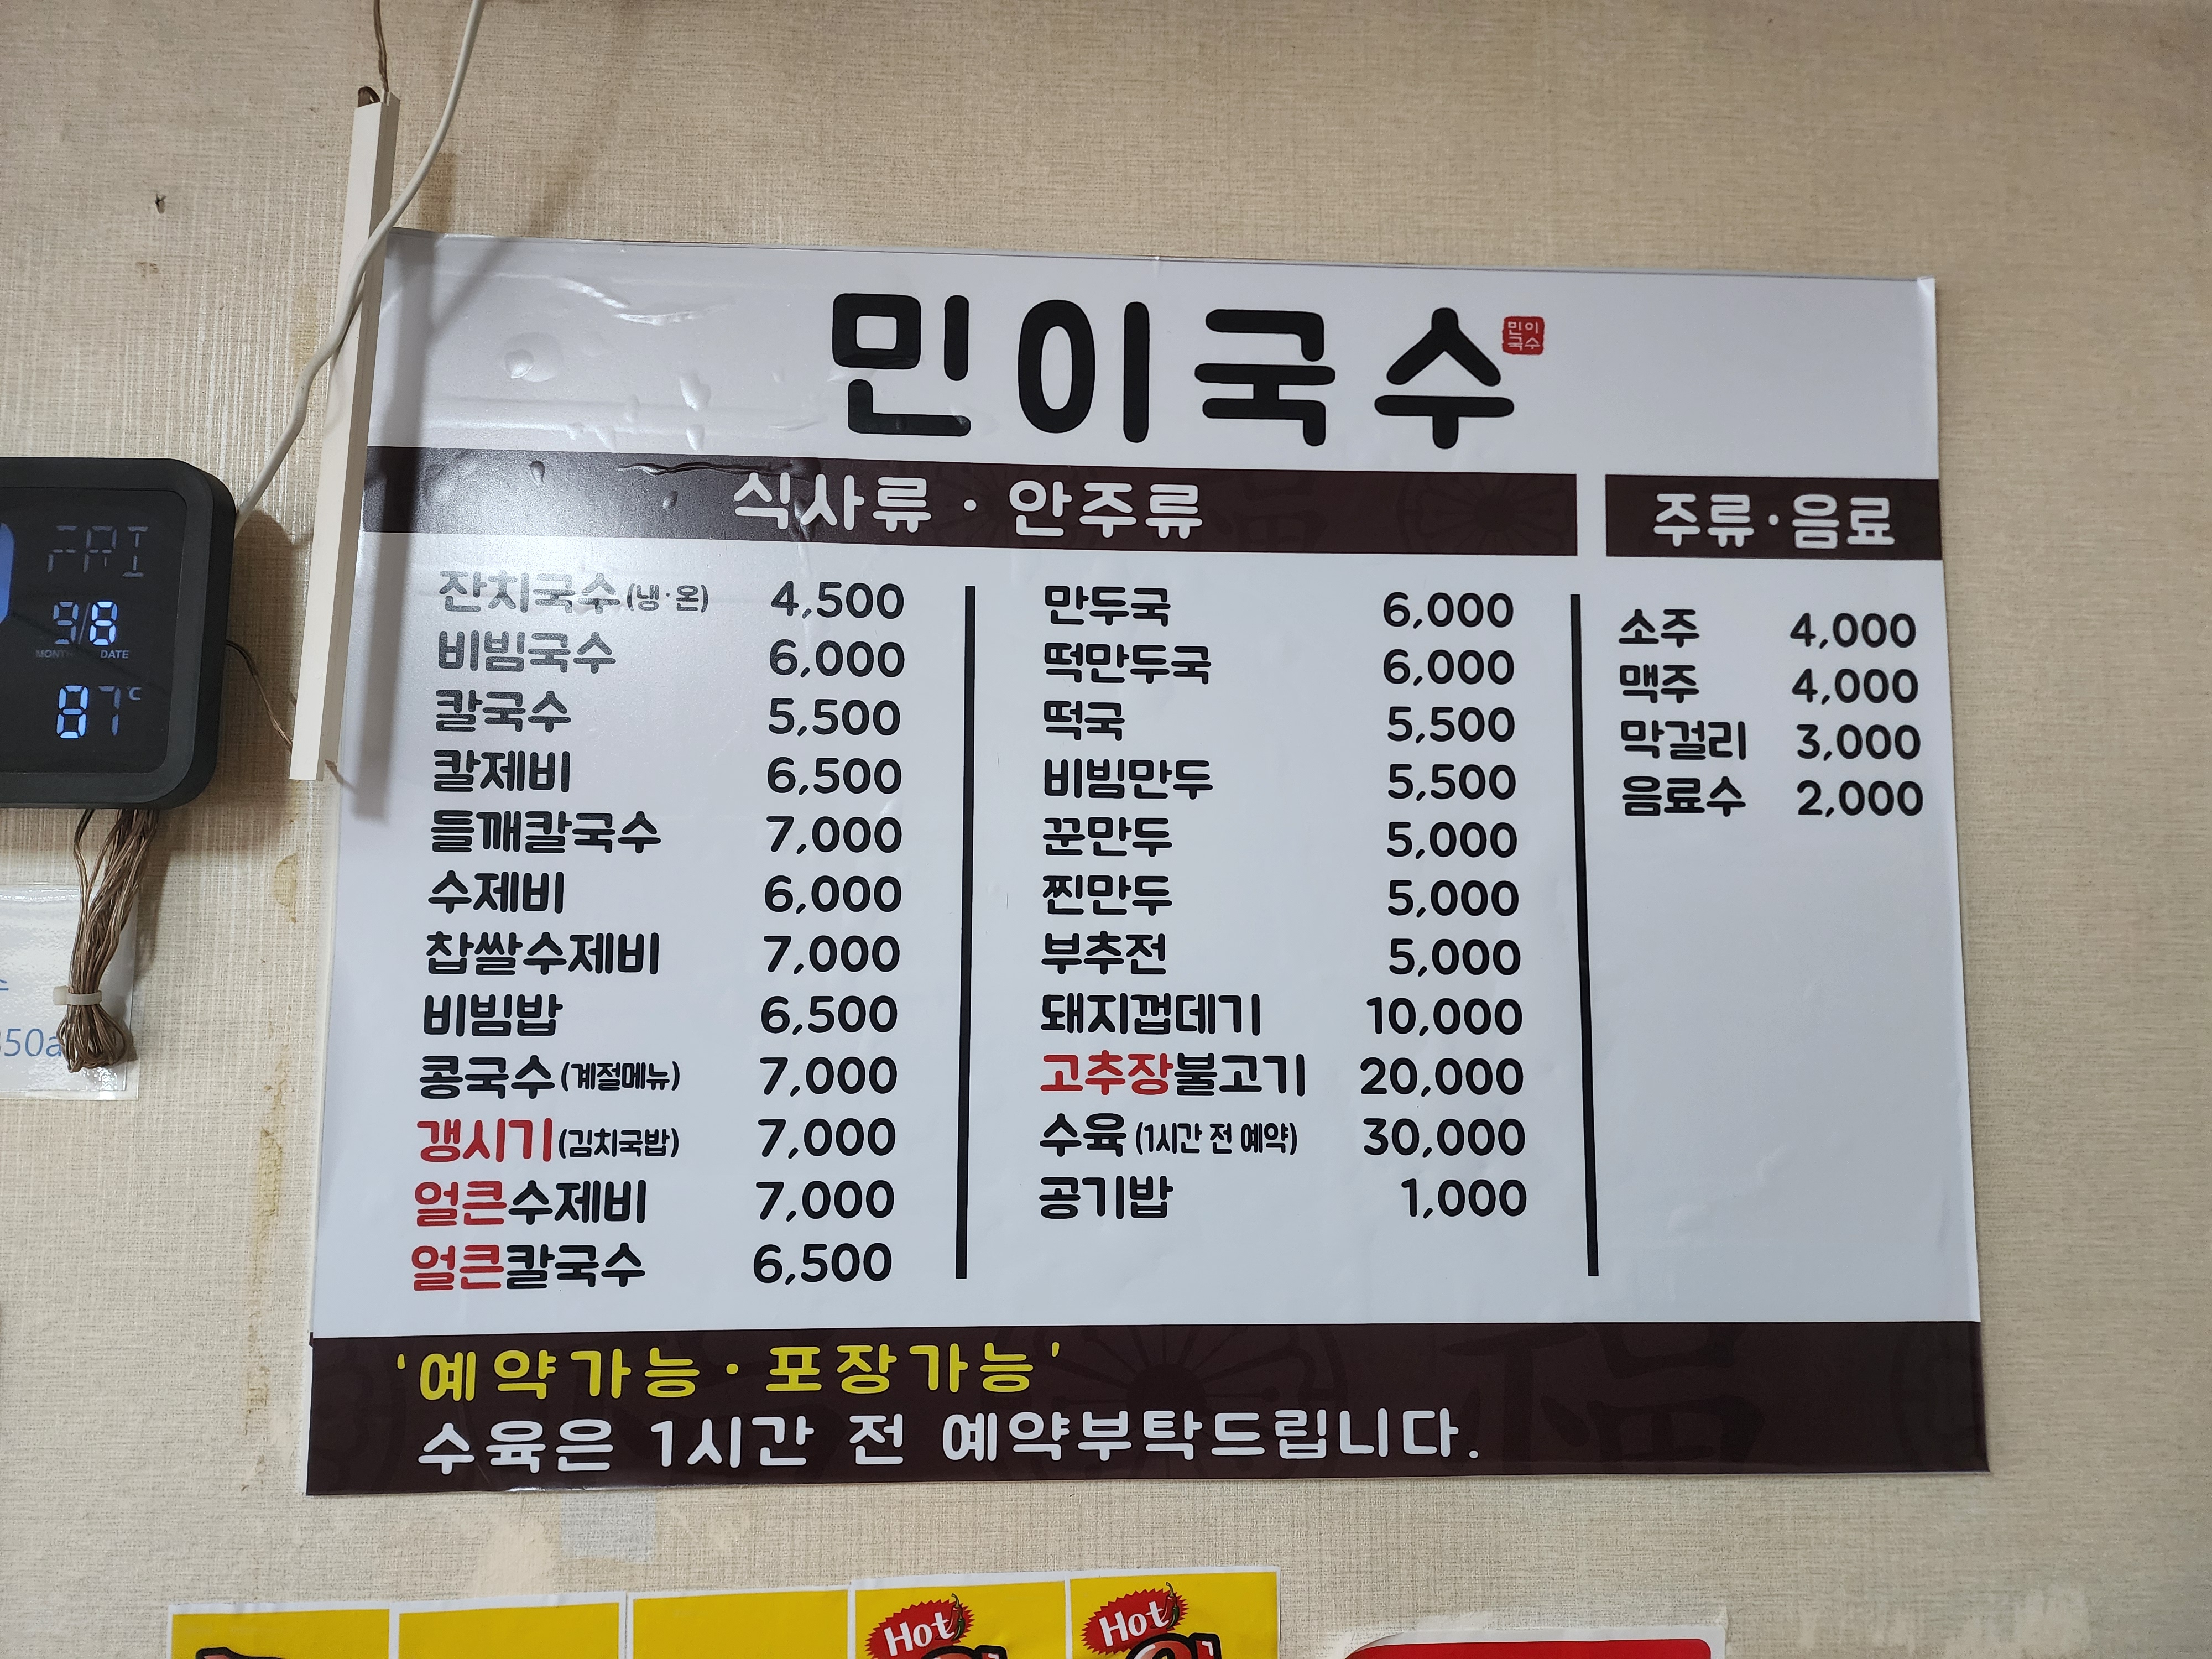 민이국수
민이
국수
식사류 · 안주류
잔치국수 (냉·온) 4,500
비빔국수 6,000
칼국수 5,500
칼제비 6,500
들깨칼국수 7,000
수제비 6,000
찹쌀수제비 7,000
비빔밥 6,500
콩국수 (계절메뉴) 7,000
갱시기 (김치국밥) 7,000
얼큰수제비 7,000
얼큰칼국수 6,500
만두국 6,000
떡만두국 6,000
떡국 5,500
비빔만두 5,500
꾼만두 5,000
찐만두 5,000
부추전 5,000
돼지껍데기 10,000
고추장불고기 20,000
수육 (1시간 전 예약) 30,000
공기밥 1,000
주류 · 음료
소주 4,000
맥주 4,000
막걸리 3,000
음료수 2,000
'예약가능 · 포장가능'
수육은 1시간 전 예약부탁드립니다.
FRI
9/8
MONTH DATE
°C
50a
Hot
Hot